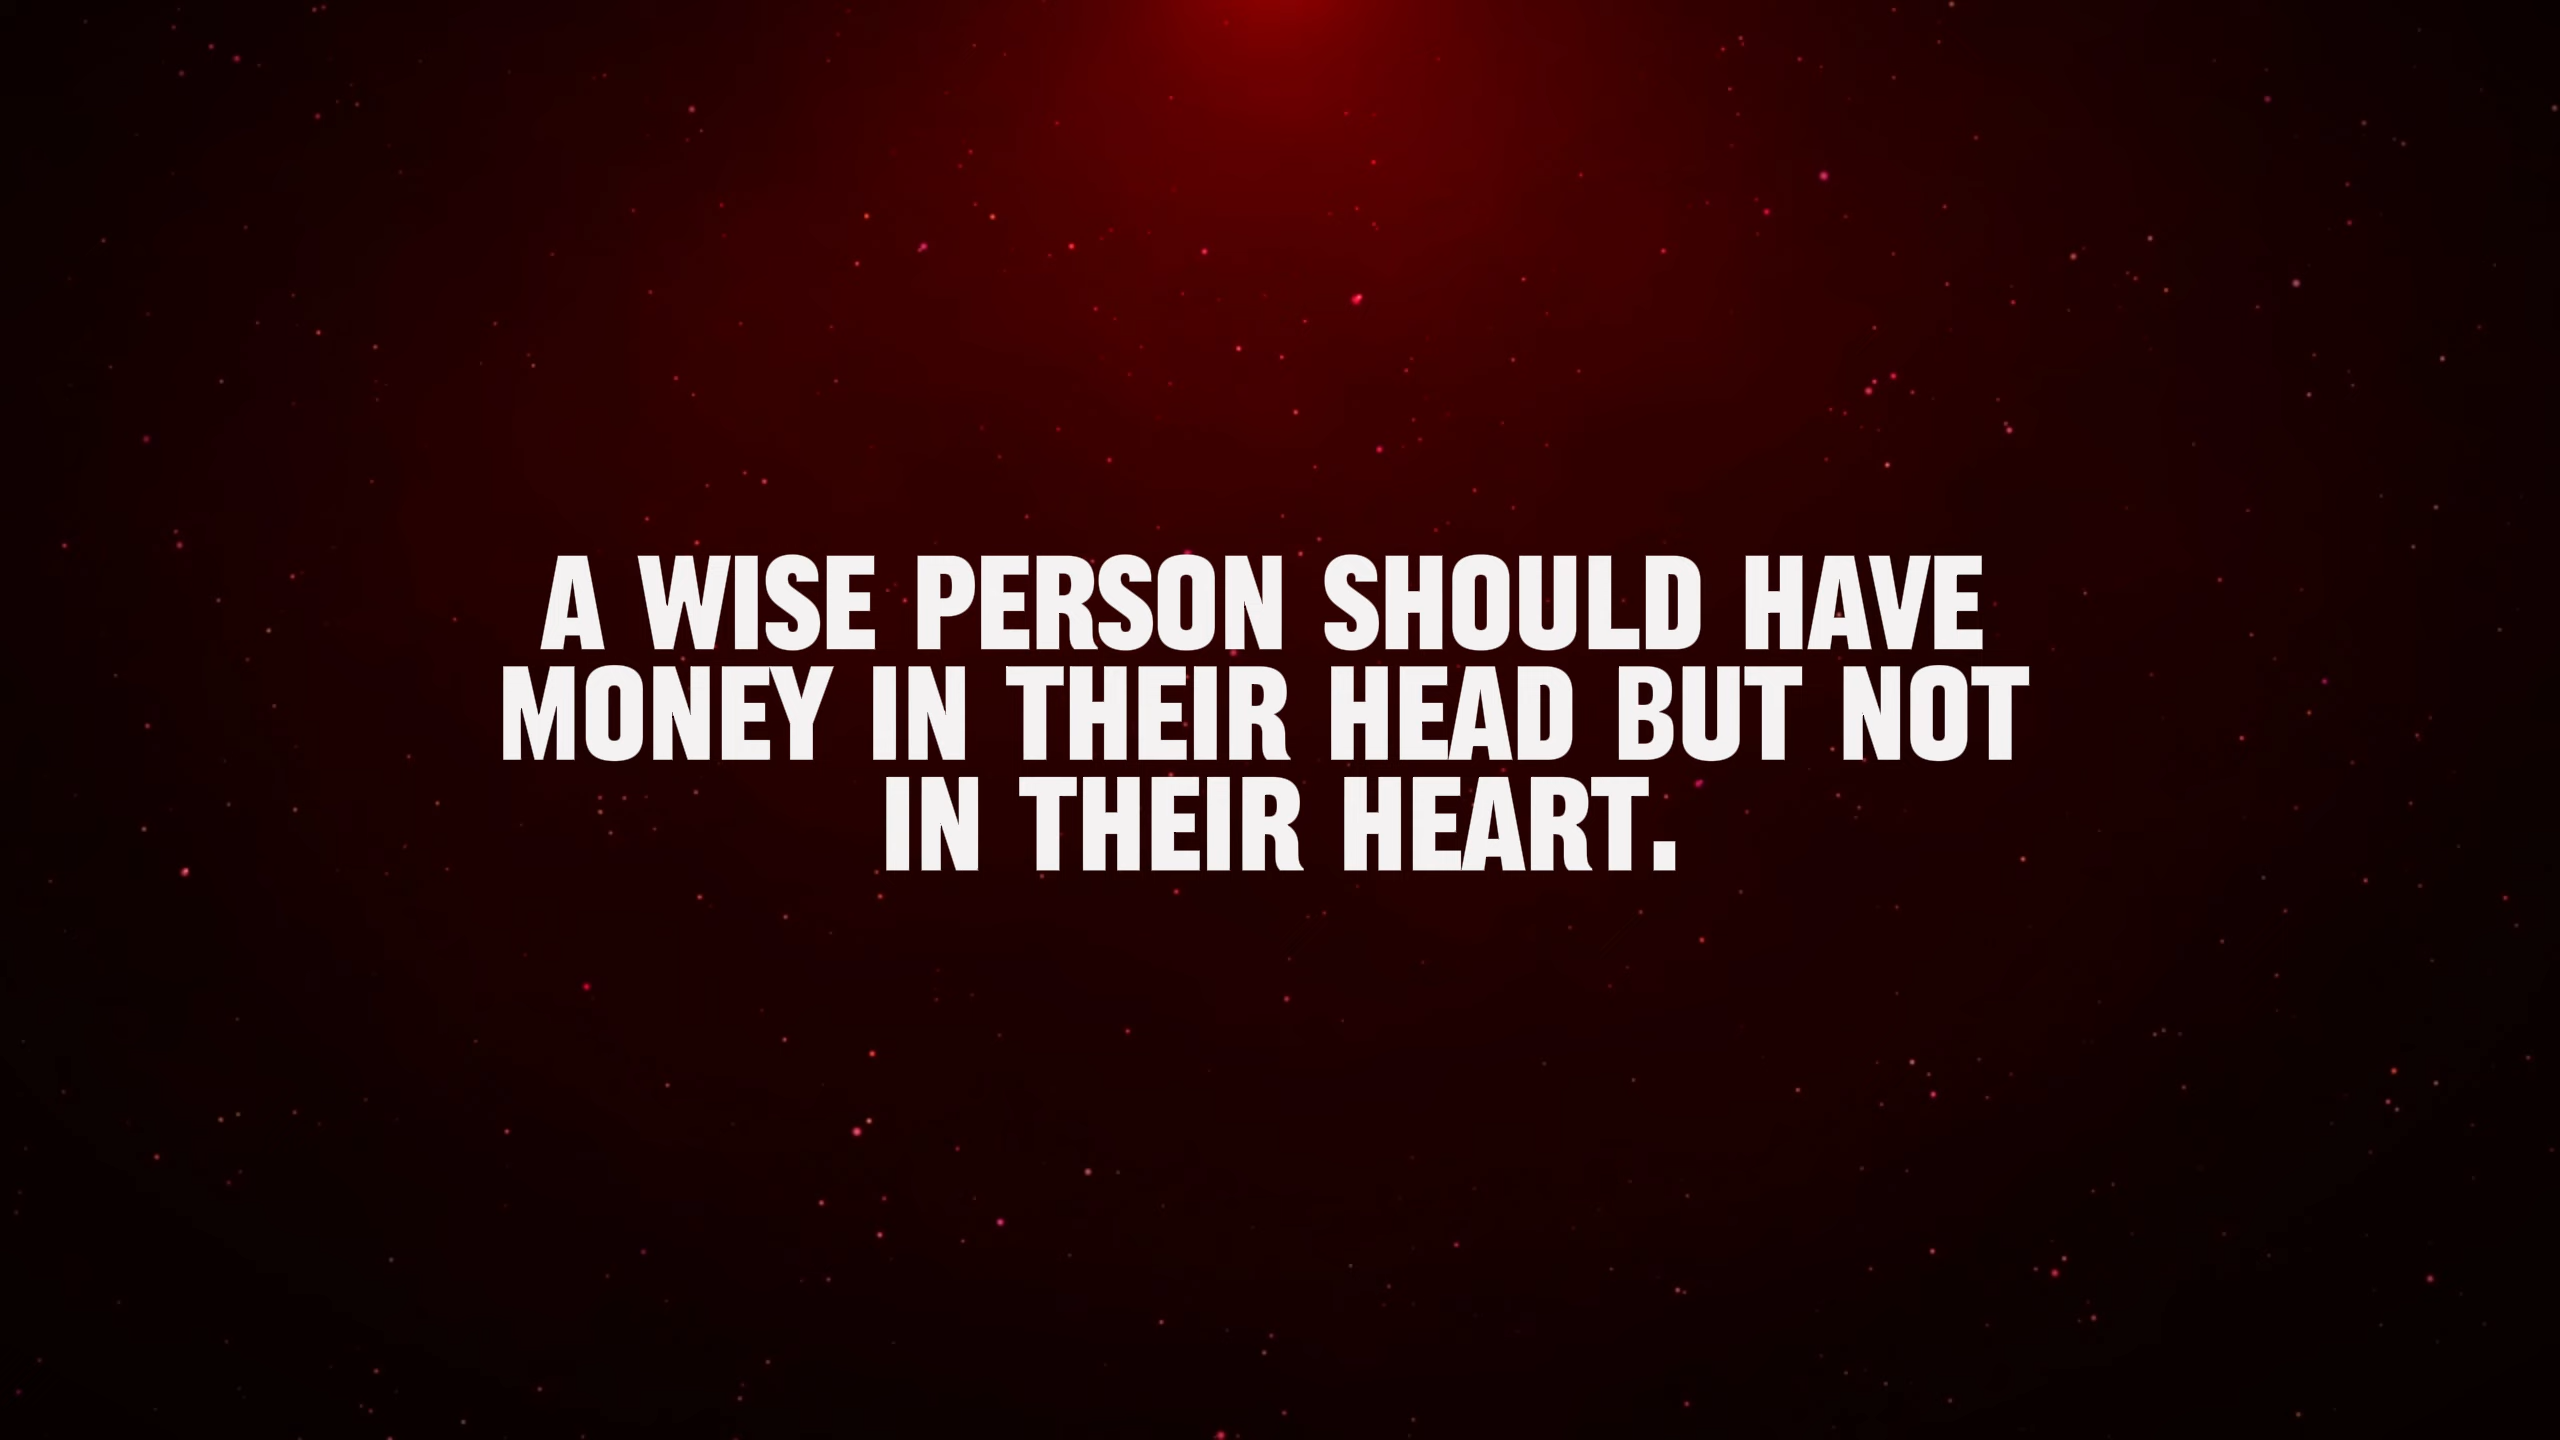 A WISE PERSON SHOULD HAVE
MONEY IN THEIR HEAD BUT NOT
IN THEIR HEART.